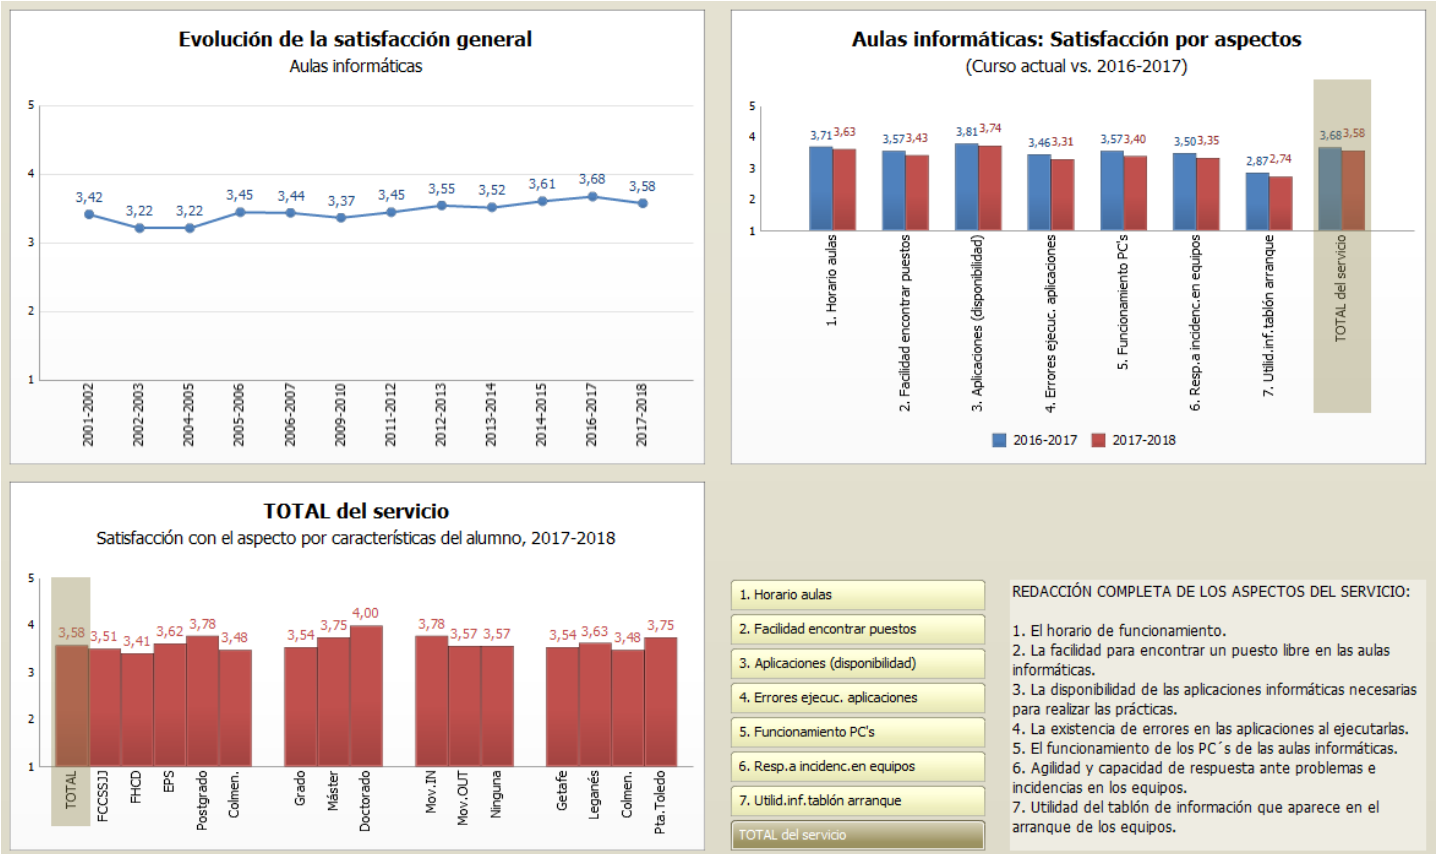 Evolución de la satisfacción general
Aulas informáticas
5
4
3
2
1
3,42
3,22
3,22
3,45
3,44
3,37
3,45
3,55
3,52
3,61
3,68
3,58
2001-2002
2002-2003
2004-2005
2005-2006
2006-2007
2009-2010
2011-2012
2012-2013
2013-2014
2014-2015
2016-2017
2017-2018
Aulas informáticas: Satisfacción por aspectos
(Curso actual vs. 2016-2017)
5
4
3
2
1
3,71 3,63
3,57 3,43
3,81 3,74
3,46 3,31
3,57 3,40
3,50 3,35
2,87 2,74
3,68 3,58
1. Horario aulas
2. Facilidad encontrar puestos
3. Aplicaciones (disponibilidad)
4. Errores ejecuc. aplicaciones
5. Funcionamiento PC's
6. Resp.a incidenc.en equipos
7. Utilid.inf.tablón arranque
TOTAL del servicio
2016-2017
2017-2018
TOTAL del servicio
Satisfacción con el aspecto por características del alumno, 2017-2018
5
4
3
2
1
3,58
3,51
3,41
3,62
3,78
3,48
3,54
3,75
4,00
3,78
3,57
3,57
3,54
3,63
3,48
3,75
TOTAL
FCCSSJJ
FHCD
EPS
Postgrado
Colmen.
Grado
Máster
Doctorado
Mov.IN
Mov.OUT
Ninguna
Getafe
Leganés
Colmen.
Pta.Toledo
1. Horario aulas
2. Facilidad encontrar puestos
3. Aplicaciones (disponibilidad)
4. Errores ejecuc. aplicaciones
5. Funcionamiento PC's
6. Resp.a incidenc.en equipos
7. Utilid.inf.tablón arranque
TOTAL del servicio
REDACCIÓN COMPLETA DE LOS ASPECTOS DEL SERVICIO:
1. El horario de funcionamiento.
2. La facilidad para encontrar un puesto libre en las aulas
informáticas.
3. La disponibilidad de las aplicaciones informáticas necesarias
para realizar las prácticas.
4. La existencia de errores en las aplicaciones al ejecutarlas.
5. El funcionamiento de los PC´s de las aulas informáticas.
6. Agilidad y capacidad de respuesta ante problemas e
incidencias en los equipos.
7. Utilidad del tablón de información que aparece en el
arranque de los equipos.